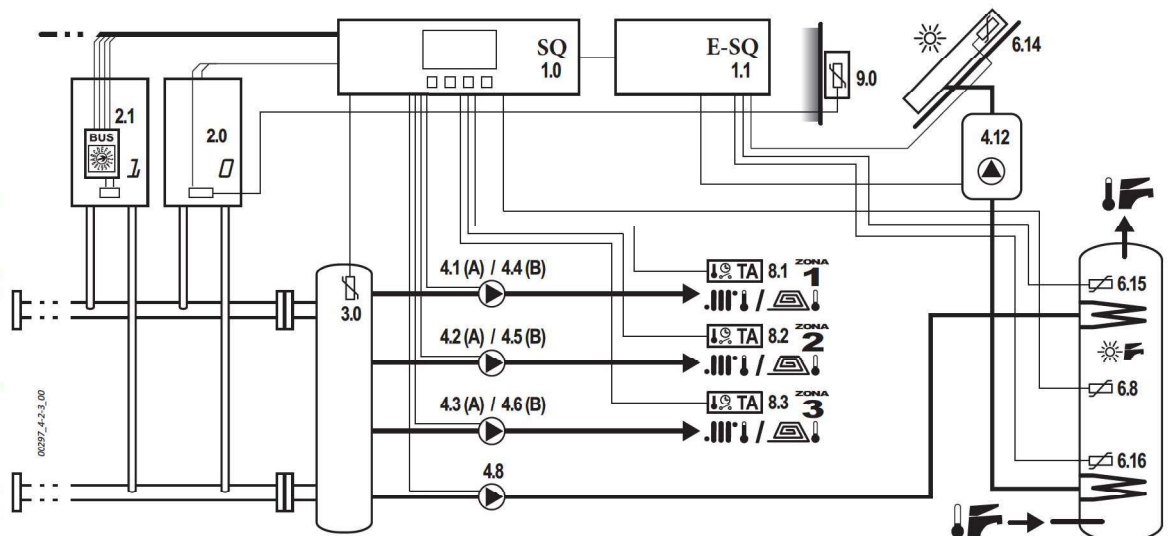 SQ
1.0
E-SQ
1.1
9.0
6.14
2.1
BUS
1
2.0
0
4.12
3.0
4.1 (A) / 4.4 (B)
TA 8.1 ZONA 1
/
6.15
4.2 (A) / 4.5 (B)
TA 8.2 ZONA 2
/
6.8
4.3 (A) / 4.6 (B)
TA 8.3 ZONA 3
/
6.16
4.8
00297_4-2-3_00